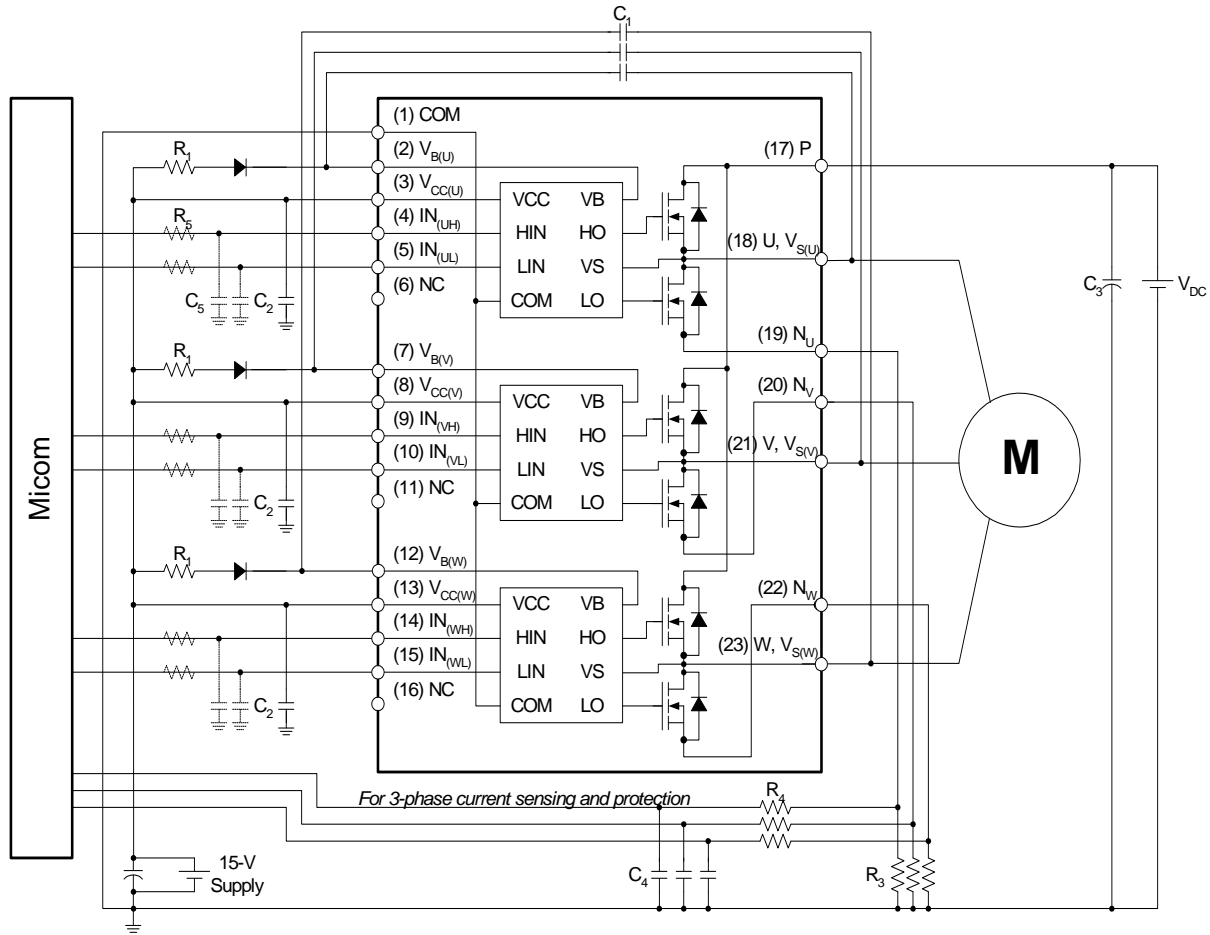 C1
Micom
(1) COM
R1
(2) VB(U)
(3) VCC(U)
R5
(4) IN(UH)
(5) IN(UL)
(6) NC
C5
C2
VCC VB
HIN HO
LIN VS
COM LO
(17) P
(18) U, VS(U)
(19) NU
R1
(7) VB(V)
(8) VCC(V)
(9) IN(VH)
(10) IN(VL)
(11) NC
C2
VCC VB
HIN HO
LIN VS
COM LO
(20) NV
(21) V, VS(V)
R1
(12) VB(W)
(13) VCC(W)
(14) IN(WH)
(15) IN(WL)
(16) NC
C2
VCC VB
HIN HO
LIN VS
COM LO
(22) NW
(23) W, VS(W)
M
C3
VDC
For 3-phase current sensing and protection
R4
15-V
Supply
C4
R3